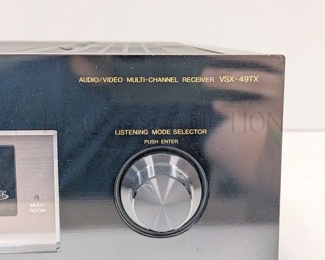 AUDIO/VIDEO MULTI-CHANNEL RECEIVER VSX-49TX
LISTENING MODE SELECTOR
PUSH ENTER
MULTI
ROOM